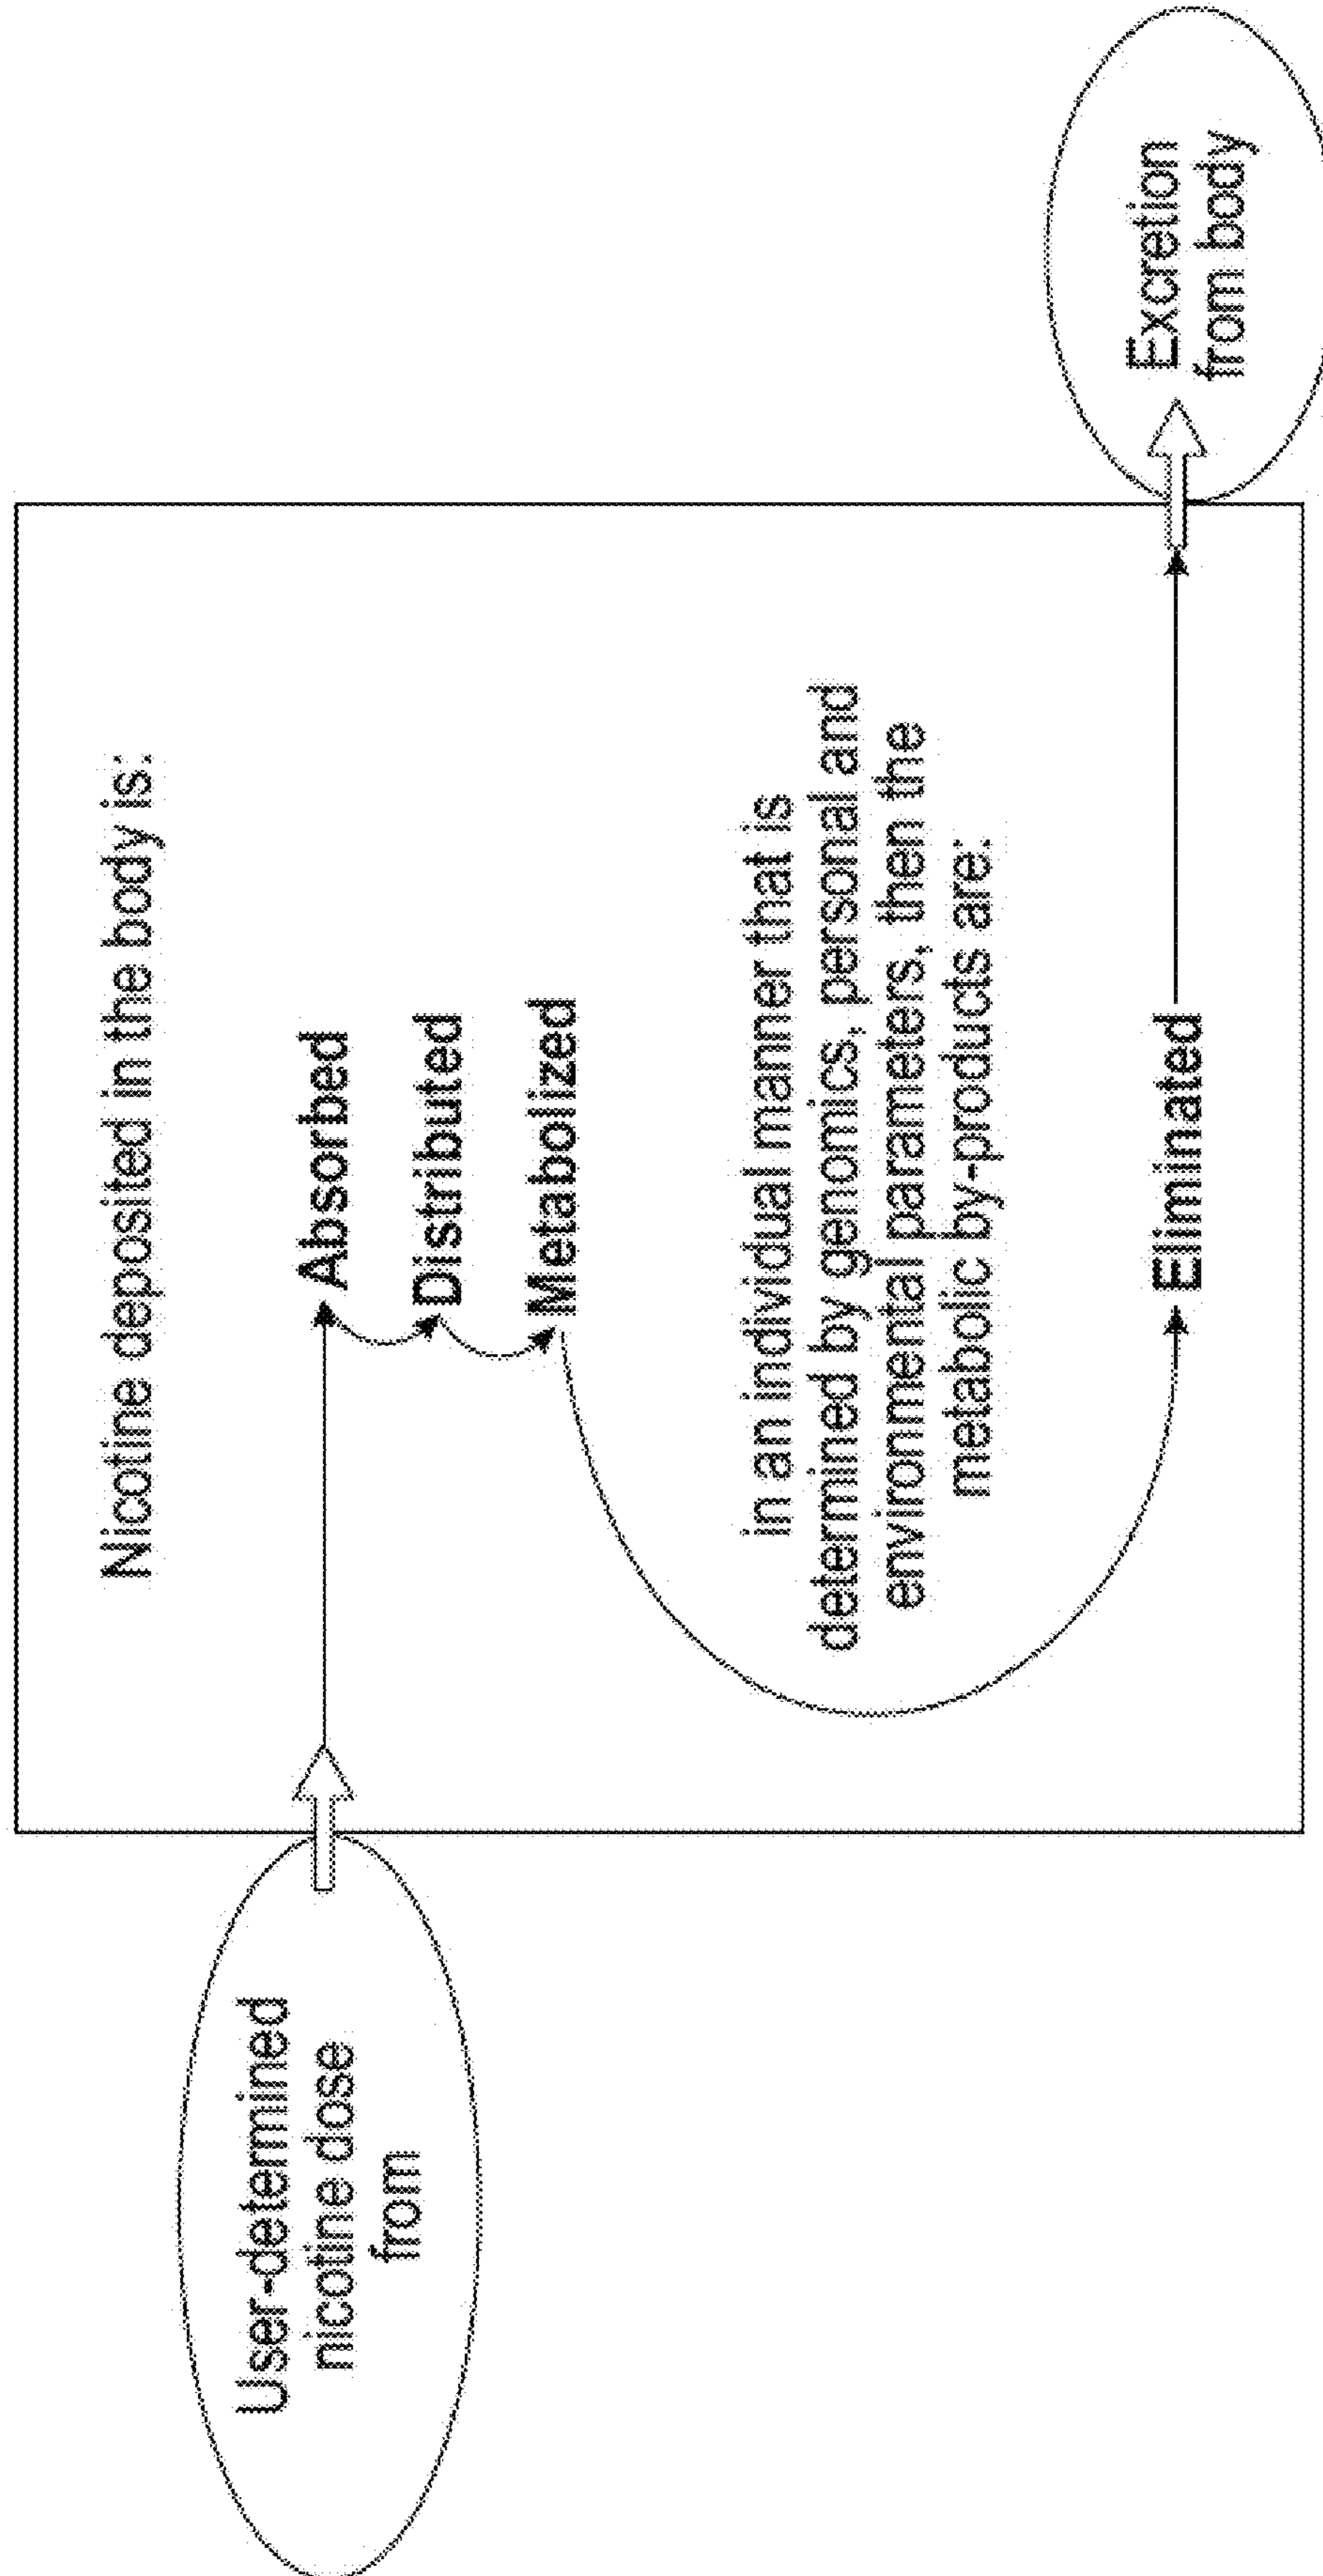 User-determined
nicotine dose
from
Nicotine deposited in the body is:
Absorbed
Distributed
Metabolized
in an individual manner that is
determined by genomics, personal and
environmental parameters, then the
metabolic by-products are:
Eliminated
Excretion
from body